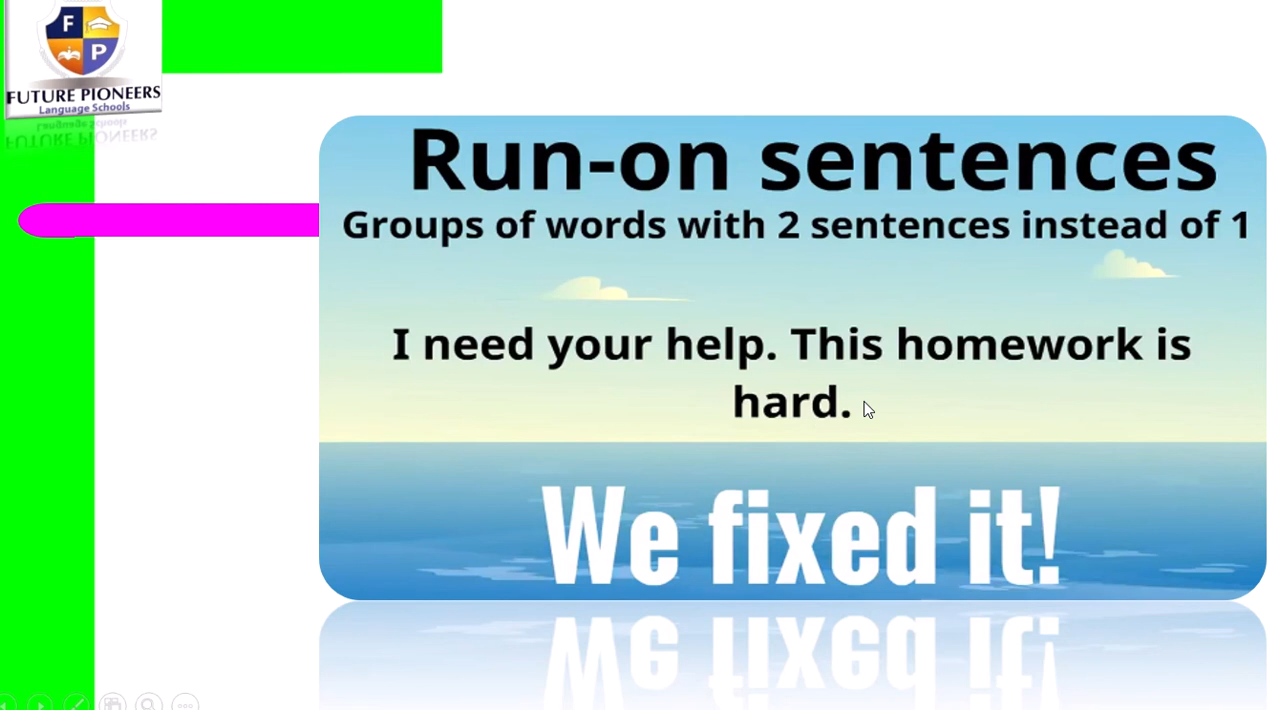 F
P
FUTURE PIONEERS
Language Schools
Run-on sentences
Groups of words with 2 sentences instead of 1
I need your help. This homework is
hard.
We fixed it!